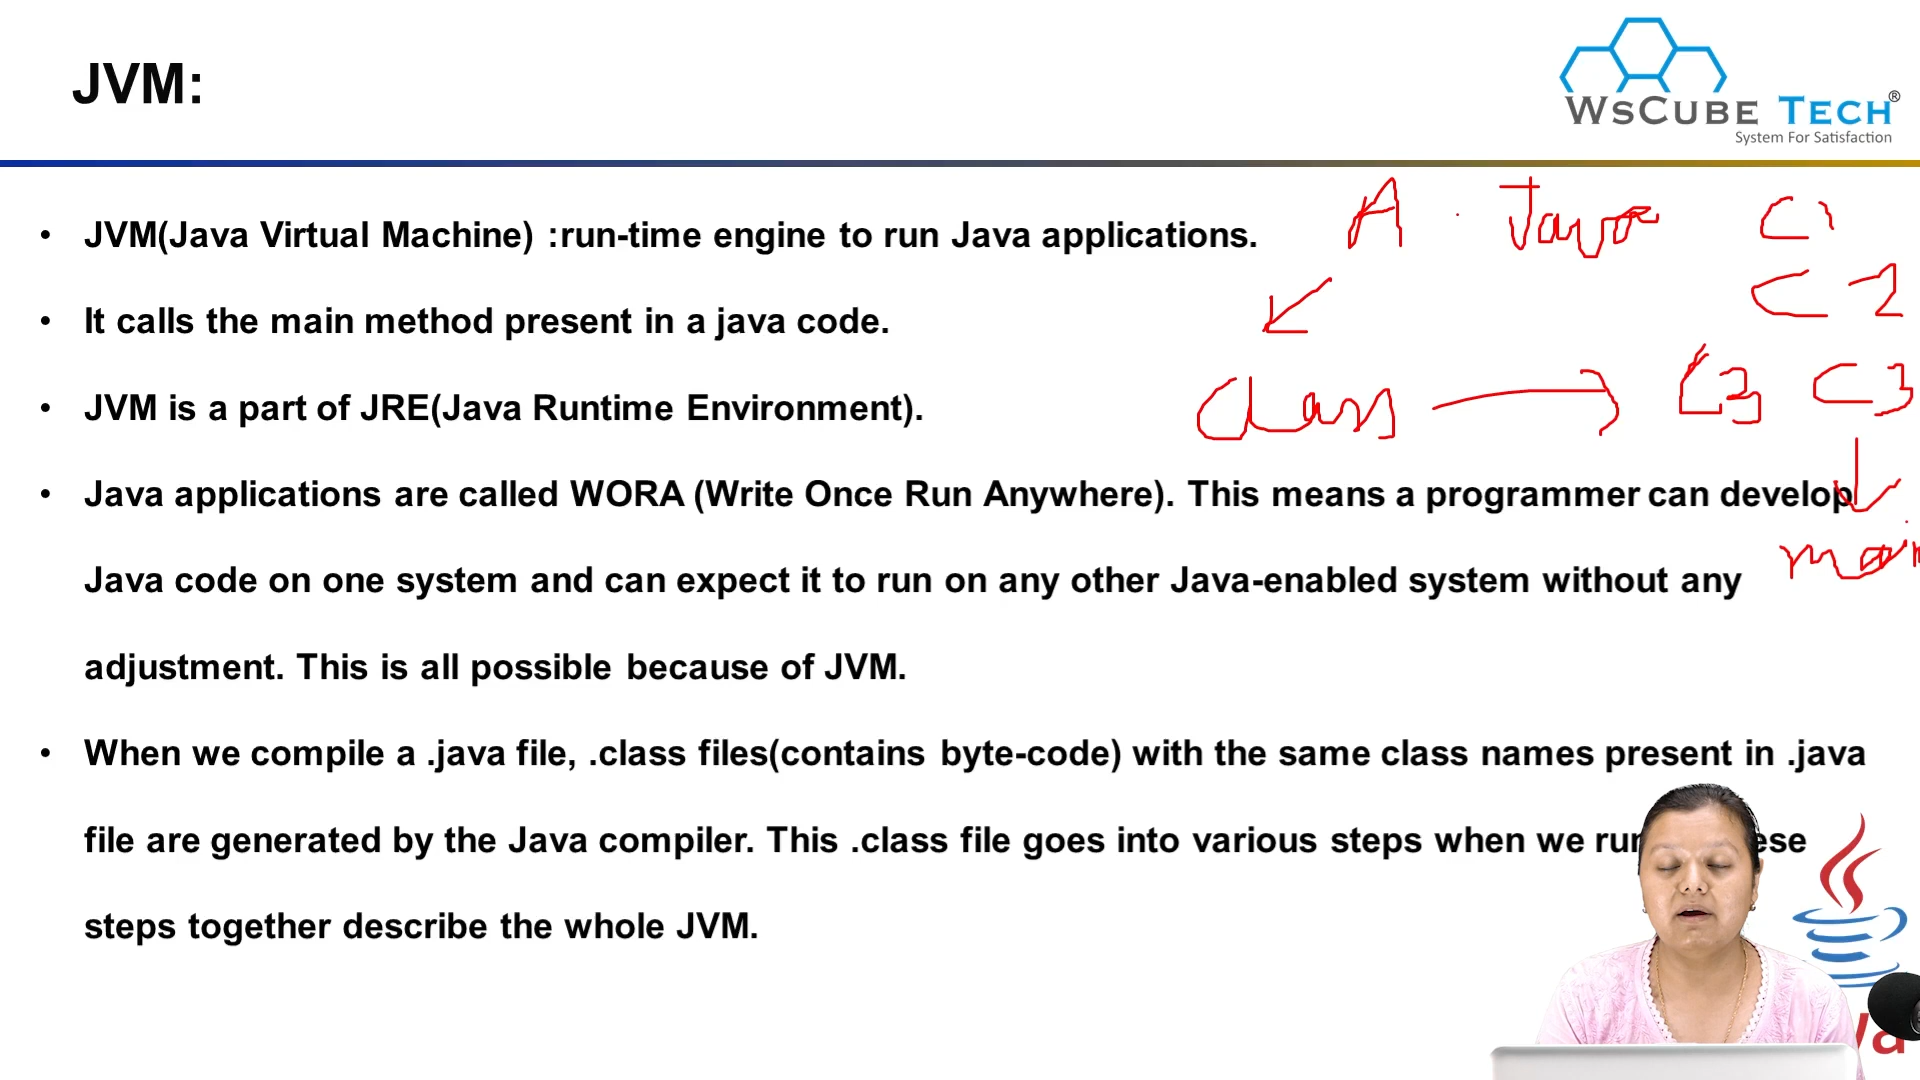 JVM:
WsCube Tech®
System For Satisfaction
• JVM(Java Virtual Machine) :run-time engine to run Java applications.
A . Java C1
C 2
• It calls the main method present in a java code.
• JVM is a part of JRE(Java Runtime Environment).
class C3 C3
• Java applications are called WORA (Write Once Run Anywhere). This means a programmer can develop
Java code on one system and can expect it to run on any other Java-enabled system without any
main
adjustment. This is all possible because of JVM.
• When we compile a .java file, .class files(contains byte-code) with the same class names present in .java
file are generated by the Java compiler. This .class file goes into various steps when we run ese
steps together describe the whole JVM.